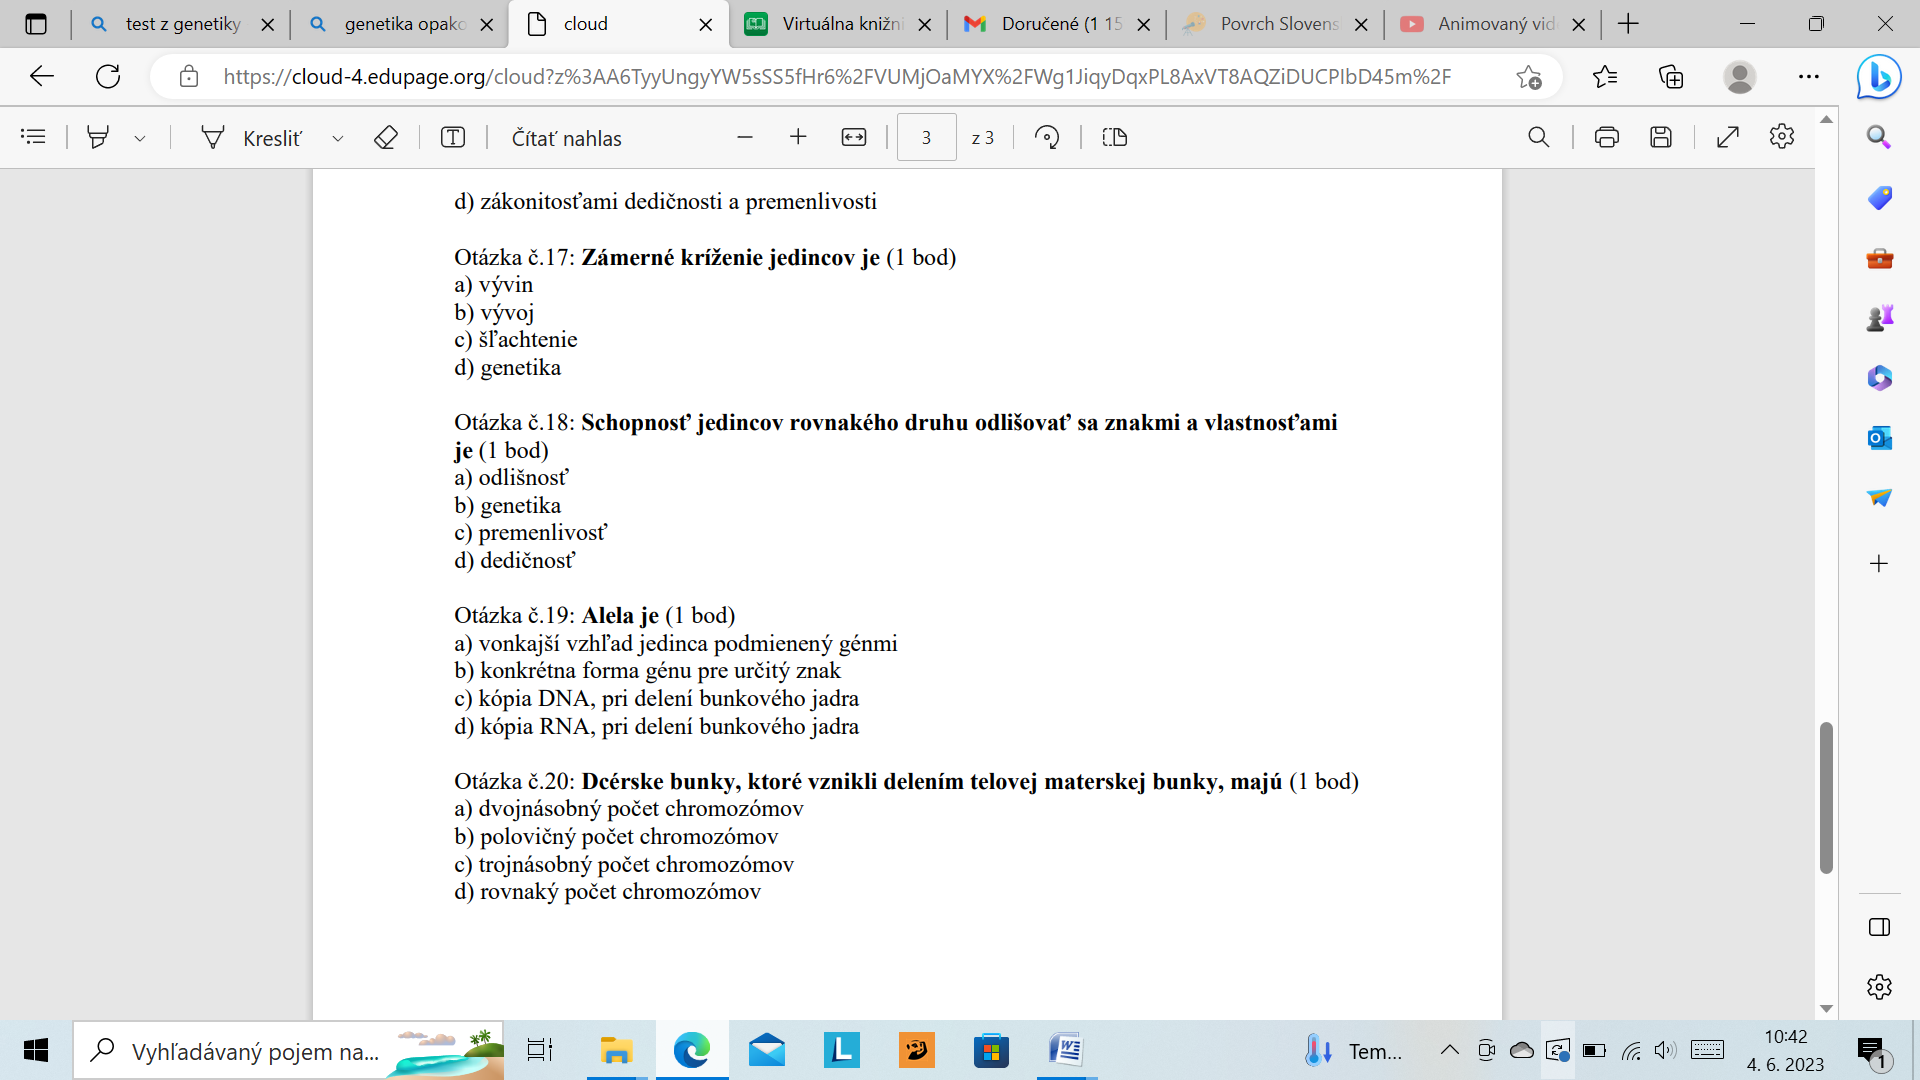 test z genetiky
genetika opako
cloud
Virtuálna knižni
Doručené (1 15
Povrch Slovens
Animovaný vid
https://cloud-4.edupage.org/cloud?z%3AA6TyyUngyYW5sSS5fHr6%2FVUMjOaMYX%2FWg1JiqyDqxPL8AxVT8AQZiDUCPIbD45m%2F
Kresliť
Čítať nahlas
3
z 3
d) zákonitosťami dedičnosti a premenlivosti
Otázka č.17: Zámerné kríženie jedincov je (1 bod)
a) vývin
b) vývoj
c) šľachtenie
d) genetika
Otázka č.18: Schopnosť jedincov rovnakého druhu odlišovať sa znakmi a vlastnosťami
je (1 bod)
a) odlišnosť
b) genetika
c) premenlivosť
d) dedičnosť
Otázka č.19: Alela je (1 bod)
a) vonkajší vzhľad jedinca podmienený génmi
b) konkrétna forma génu pre určitý znak
c) kópia DNA, pri delení bunkového jadra
d) kópia RNA, pri delení bunkového jadra
Otázka č.20: Dcérske bunky, ktoré vznikli delením telovej materskej bunky, majú (1 bod)
a) dvojnásobný počet chromozómov
b) polovičný počet chromozómov
c) trojnásobný počet chromozómov
d) rovnaký počet chromozómov
Vyhľadávaný pojem na...
Tem...
10:42
4. 6. 2023
1